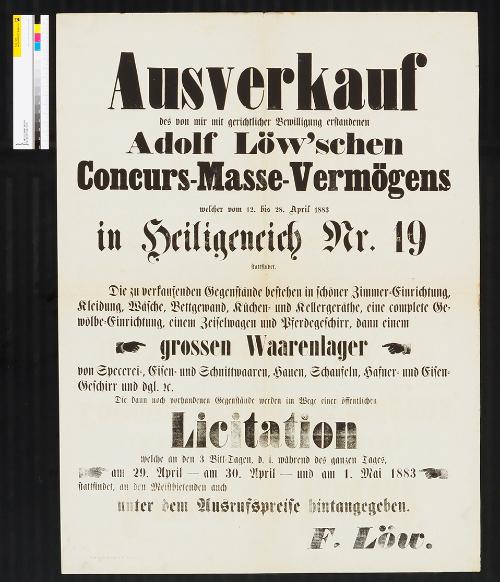 Ausverkauf
des von mir mit gerichtlicher Bewilligung erstandenen
Adolf Löw'schen
Concurs-Masse-Vermögens
welcher vom 12. bis 28. April 1883
in Heiligeneich Nr. 19
stattfindet.
Die zu verkaufenden Gegenstände bestehen in schöner Zimmer-Einrichtung,
Kleidung, Wäsche, Bettgewand, Küchen- und Kellergeräthe, eine complete Ge-
wölbe-Einrichtung, einem Zeiselwagen und Pferdegeschirr, dann einem
grossen Waarenlager
von Specerei-, Eisen- und Schnittwaaren, Hauen, Schaufeln, Hafner- und Eisen-
Geschirr und dgl. ꝛc.
Die dann noch vorhandenen Gegenstände werden im Wege einer öffentlichen
Licitation
welche an den 3 Bitt-Tagen, d. i. während des ganzen Tages,
am 29. April — am 30. April — und am 1. Mai 1883
stattfindet, an den Meistbietenden auch
unter dem Ausrufspreise hintangegeben.
F. Löw.